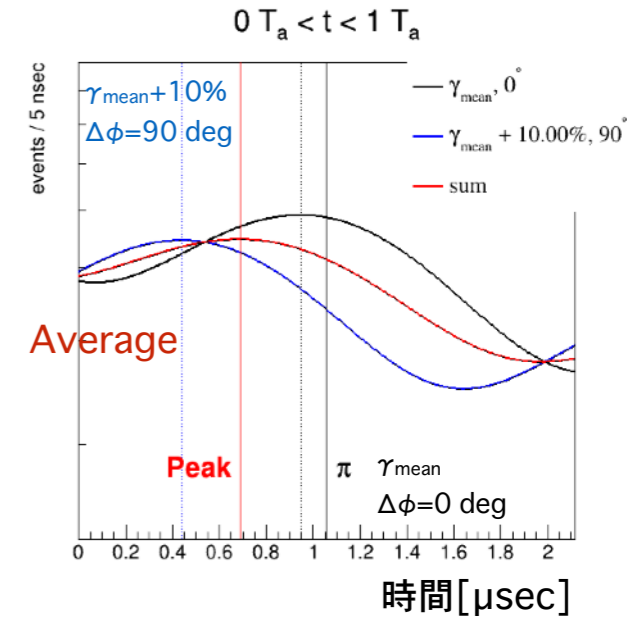 0 Tₐ < t < 1 Tₐ
events / 5 nsec
γmean+10%
Δϕ=90 deg
γmean, 0°
γmean + 10.00%, 90°
sum
Average
Peak
π
γmean
Δϕ=0 deg
0 0.2 0.4 0.6 0.8 1 1.2 1.4 1.6 1.8 2
時間[μsec]